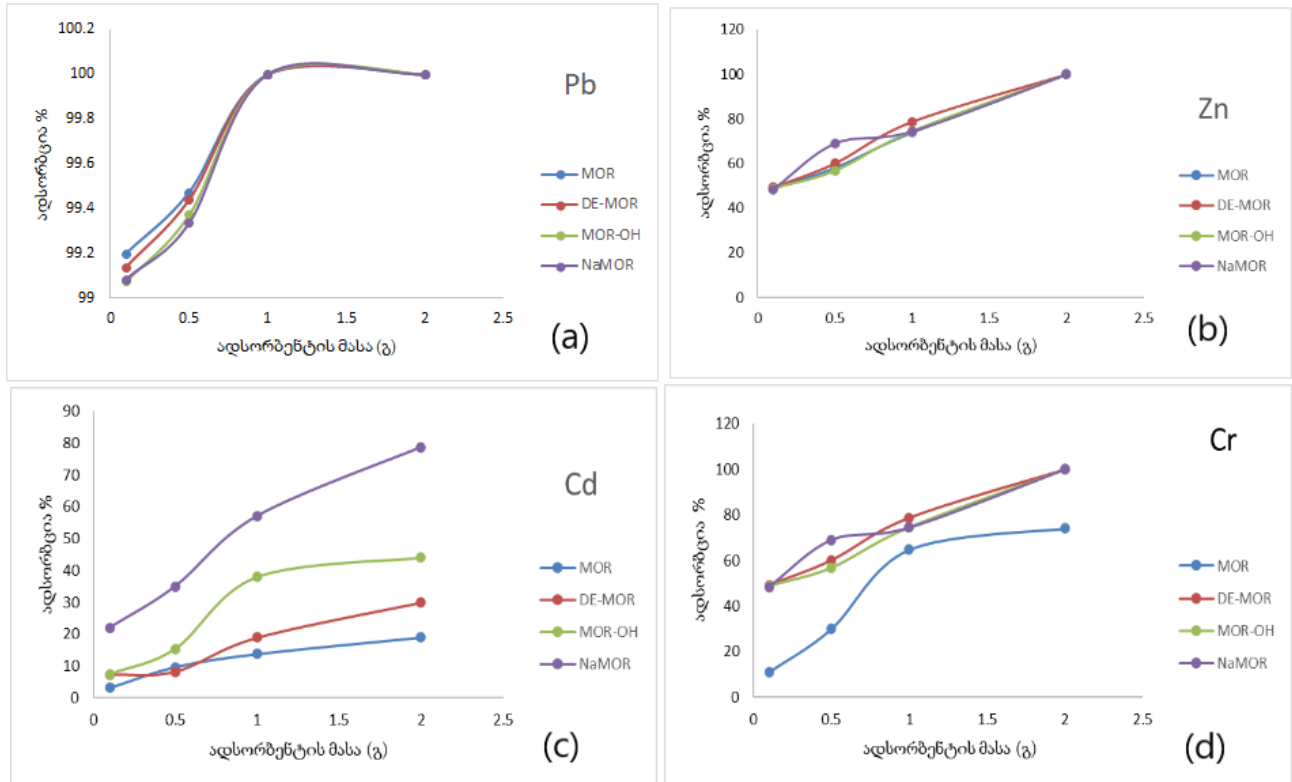 100.2
100
99.8
99.6
99.4
99.2
99
0 0.5 1 1.5 2 2.5
ადსორბცია %
ადსორბენტის მასა (გ)
Pb
MOR
DE-MOR
MOR-OH
NaMOR
(a)
120
100
80
60
40
20
0
0 0.5 1 1.5 2 2.5
ადსორბცია %
ადსორბენტის მასა (გ)
Zn
MOR
DE-MOR
MOR-OH
NaMOR
(b)
90
80
70
60
50
40
30
20
10
0
0 0.5 1 1.5 2 2.5
ადსორბცია %
ადსორბენტის მასა (გ)
Cd
MOR
DE-MOR
MOR-OH
NaMOR
(c)
120
100
80
60
40
20
0
0 0.5 1 1.5 2 2.5
ადსორბცია %
ადსორბენტის მასა (გ)
Cr
MOR
DE-MOR
MOR-OH
NaMOR
(d)